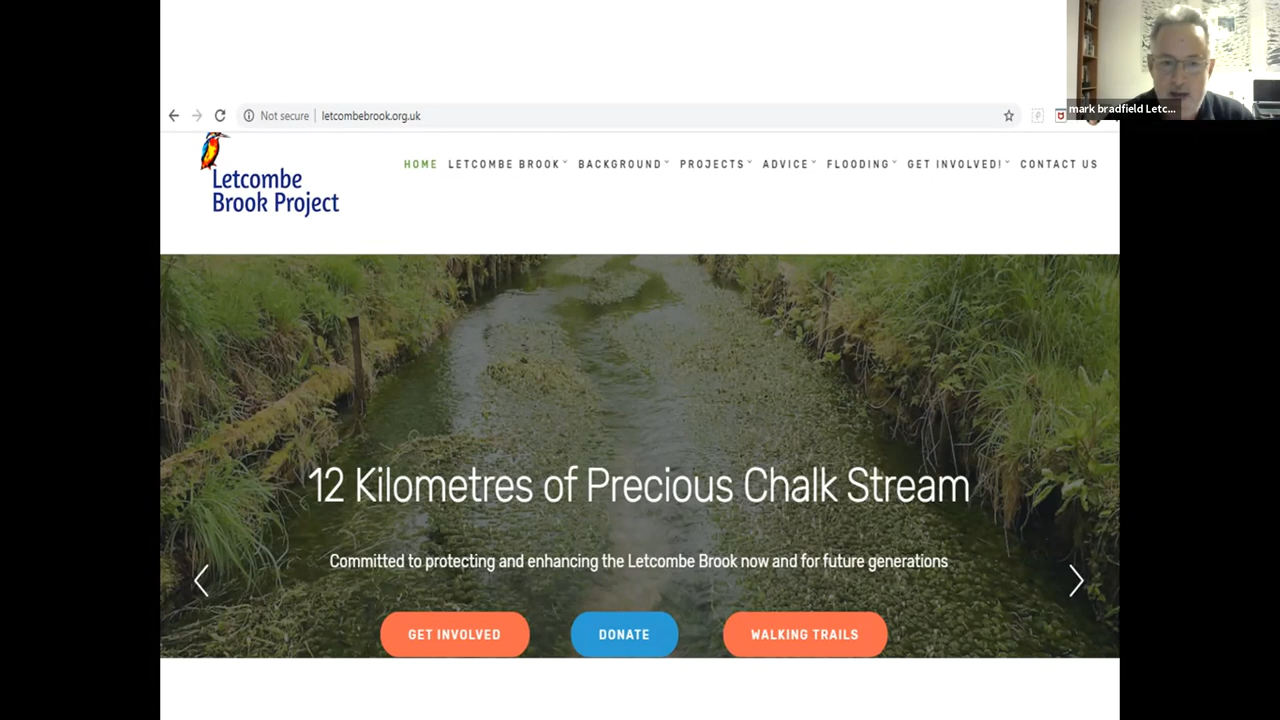 mark bradfield Letc...
Not secure
letcombebrook.org.uk
Letcombe
Brook Project
HOME LETCOMBE BROOK BACKGROUND PROJECTS ADVICE FLOODING GET INVOLVED! CONTACT US
12 Kilometres of Precious Chalk Stream
Committed to protecting and enhancing the Letcombe Brook now and for future generations
GET INVOLVED
DONATE
WALKING TRAILS